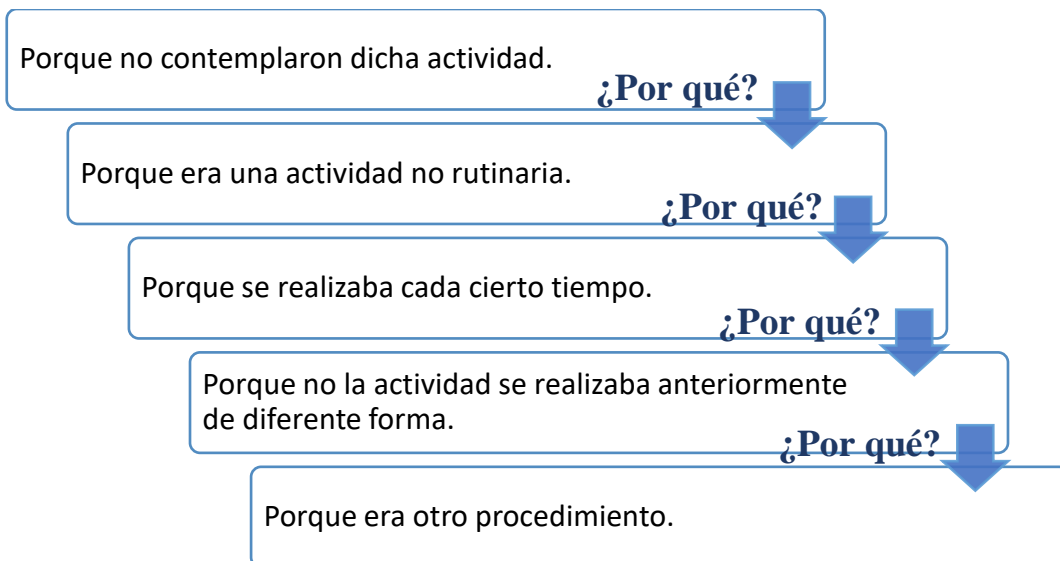 Porque no contemplaron dicha actividad.
¿Por qué?
Porque era una actividad no rutinaria.
¿Por qué?
Porque se realizaba cada cierto tiempo.
¿Por qué?
Porque no la actividad se realizaba anteriormente
de diferente forma.
¿Por qué?
Porque era otro procedimiento.